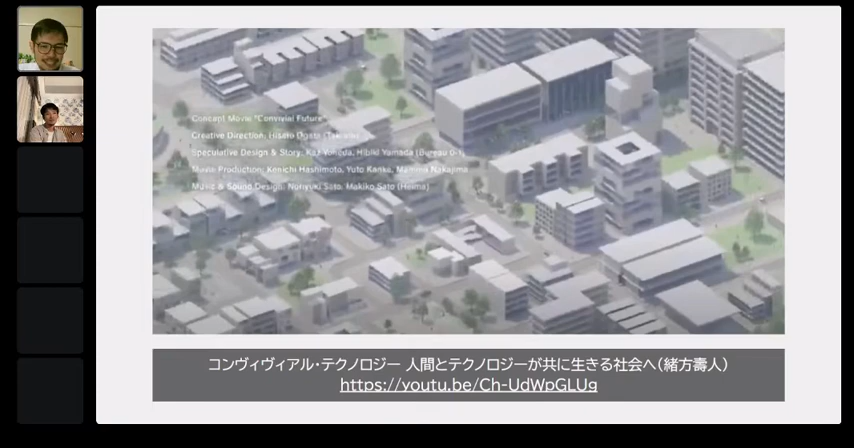 Concept Movie "Convivial Future"
Creative Direction: Hisato Ogata (Takram)
Speculative Design & Story: Kaz Yoneda, Hibiki Yamada (Bureau 0-1)
Movie Production: Kenichi Hashimoto, Yuto Kanke, Nakajima
Music & Sound Design: Noriyuki Sato, Makiko Sato (Heima)
コンヴィヴィアル・テクノロジー 人間とテクノロジーが共に生きる社会へ(緒方壽人)
https://youtu.be/Ch-UdWpGLUg